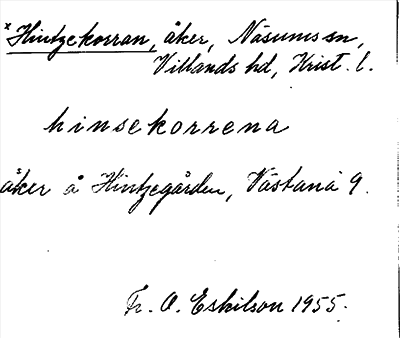 x Hintzekorran, åker, Näsums sn,
Villands hd, Krist. l.
hinsekorrena
åker å Hintzegården, Västanå 9.
Fr. O. Eskilson 1955.